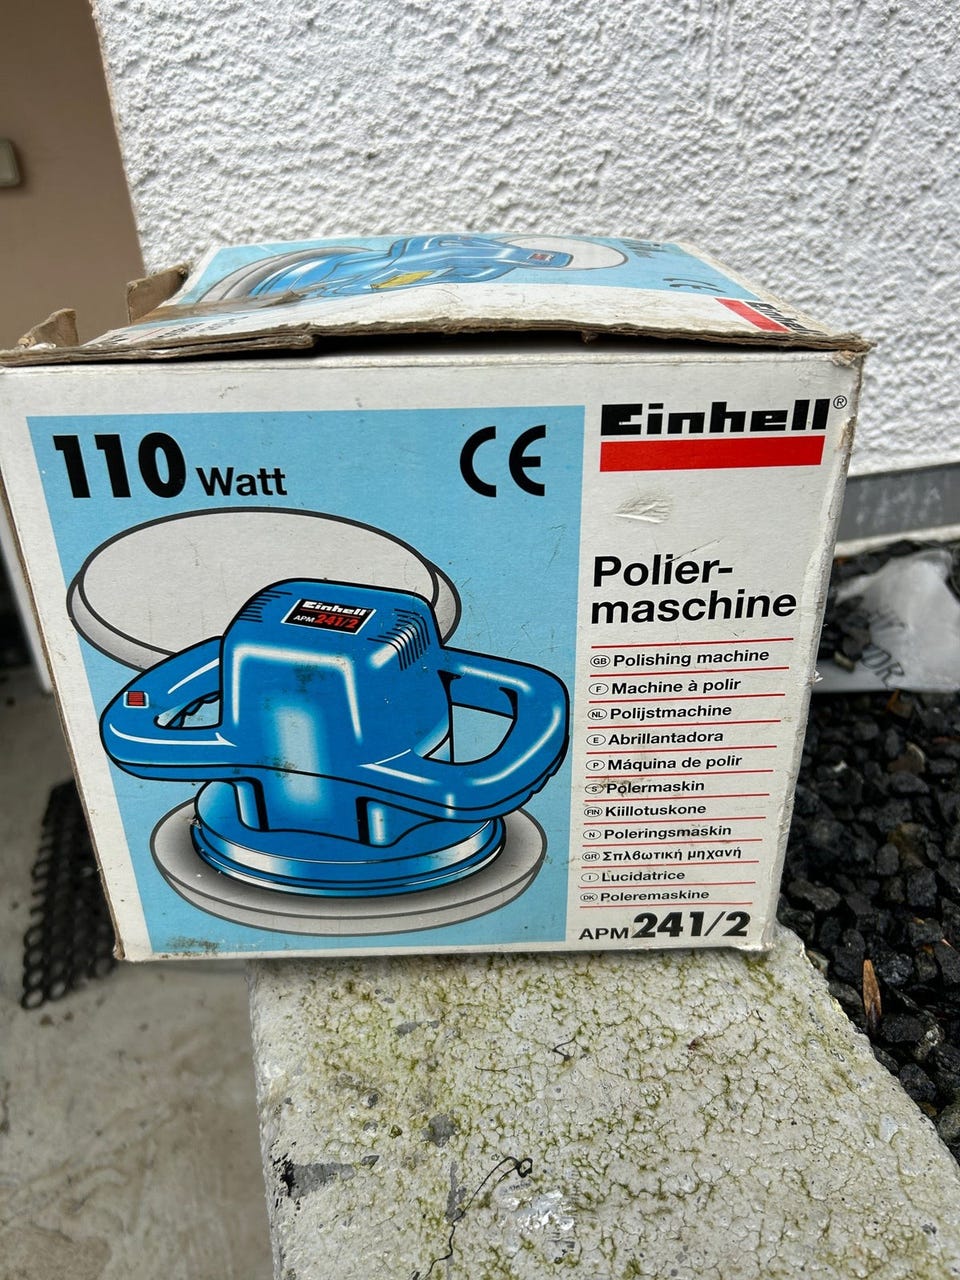 110 Watt
CE
Einhell®
Einhell
APM 241/2
Polier-
maschine
GB Polishing machine
F Machine à polir
NL Polijstmachine
E Abrillantadora
P Máquina de polir
S Polermaskin
FIN Kiillotuskone
N Poleringsmaskin
GR Σπλβωτική μηχανή
I Lucidatrice
DK Poleremaskine
APM 241/2